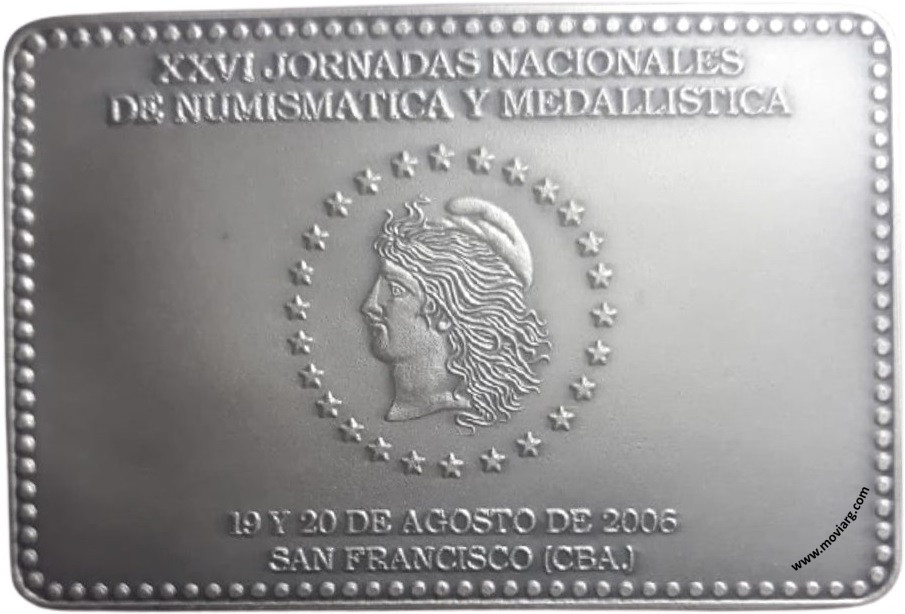 XXVI JORNADAS NACIONALES
DE NUMISMATICA Y MEDALLISTICA
19 Y 20 DE AGOSTO DE 2006
SAN FRANCISCO (CBA.)
www.moviarg.com